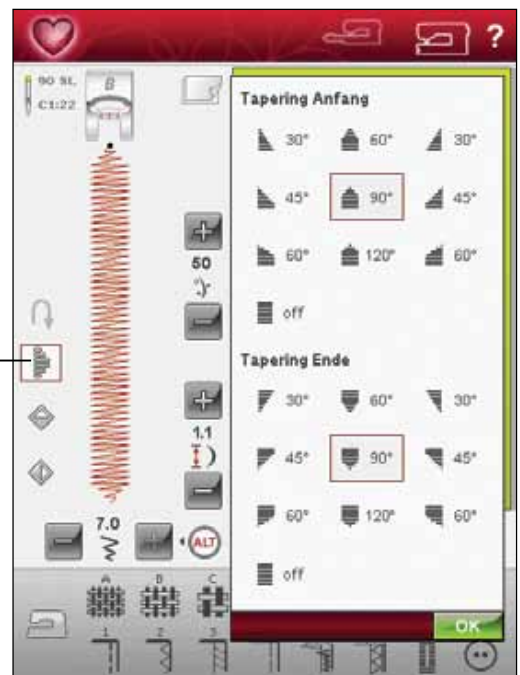 ?
90 ST.
C1:22
B
Tapering Anfang
30° 60° 30°
45° 90° 45°
60° 120° 60°
off
50
Tapering Ende
30° 60° 30°
45° 90° 45°
60° 120° 60°
off
1.1
7.0
ALT
A B C
1 2 3
OK